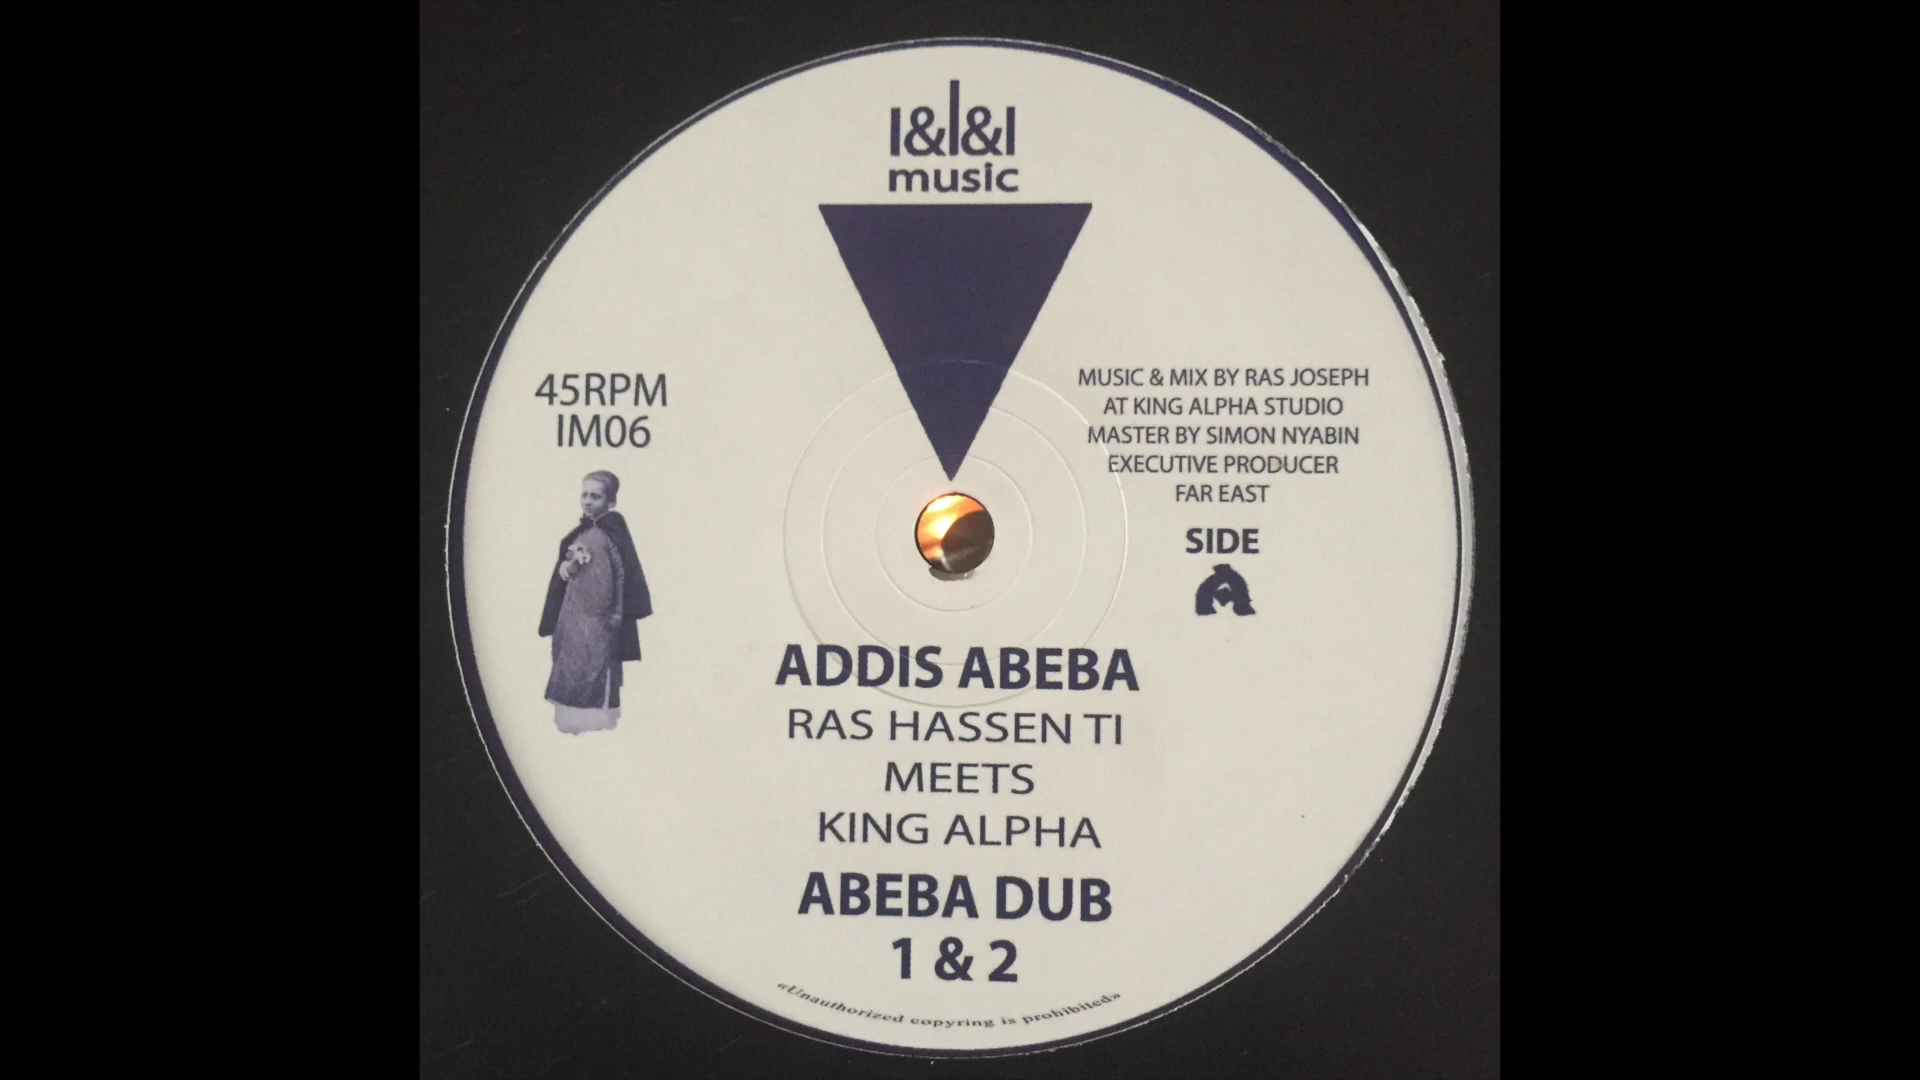 I&I&I
music
45RPM
IM06
MUSIC & MIX BY RAS JOSEPH
AT KING ALPHA STUDIO
MASTER BY SIMON NYABIN
EXECUTIVE PRODUCER
FAR EAST
SIDE
A
ADDIS ABEBA
RAS HASSEN TI
MEETS
KING ALPHA
ABEBA DUB
1 & 2
«Unauthorized copyring is prohibited»